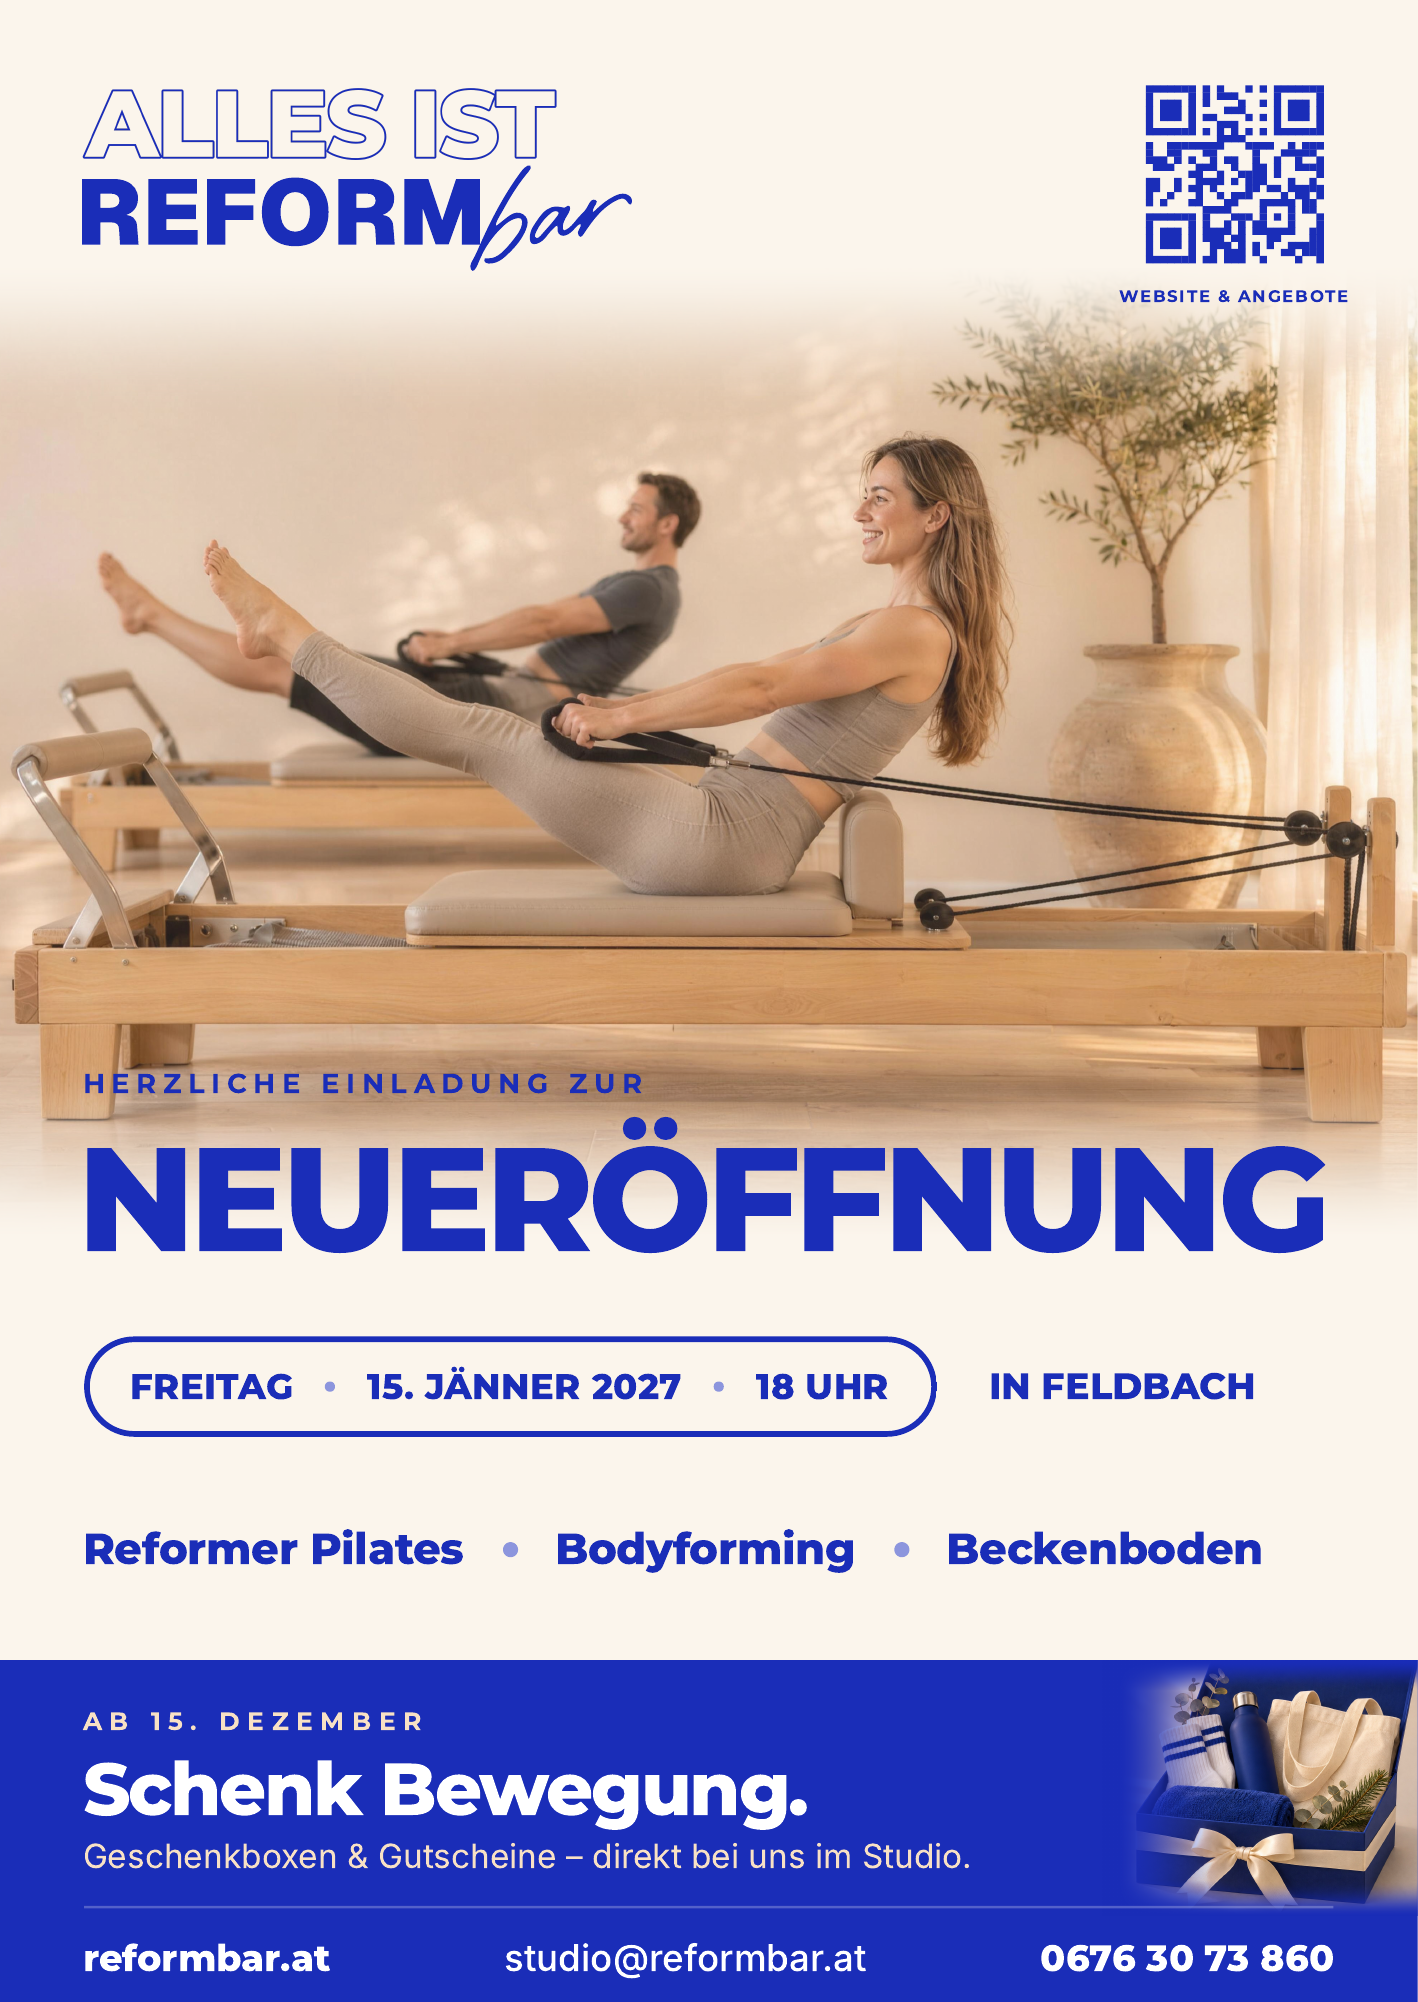 ALLES IST
REFORMbar
WEBSITE & ANGEBOTE
HERZLICHE EINLADUNG ZUR
NEUERÖFFNUNG
FREITAG • 15. JÄNNER 2027 • 18 UHR IN FELDBACH
Reformer Pilates • Bodyforming • Beckenboden
AB 15. DEZEMBER
Schenk Bewegung.
Geschenkboxen & Gutscheine – direkt bei uns im Studio.
reformbar.at studio@reformbar.at 0676 30 73 860